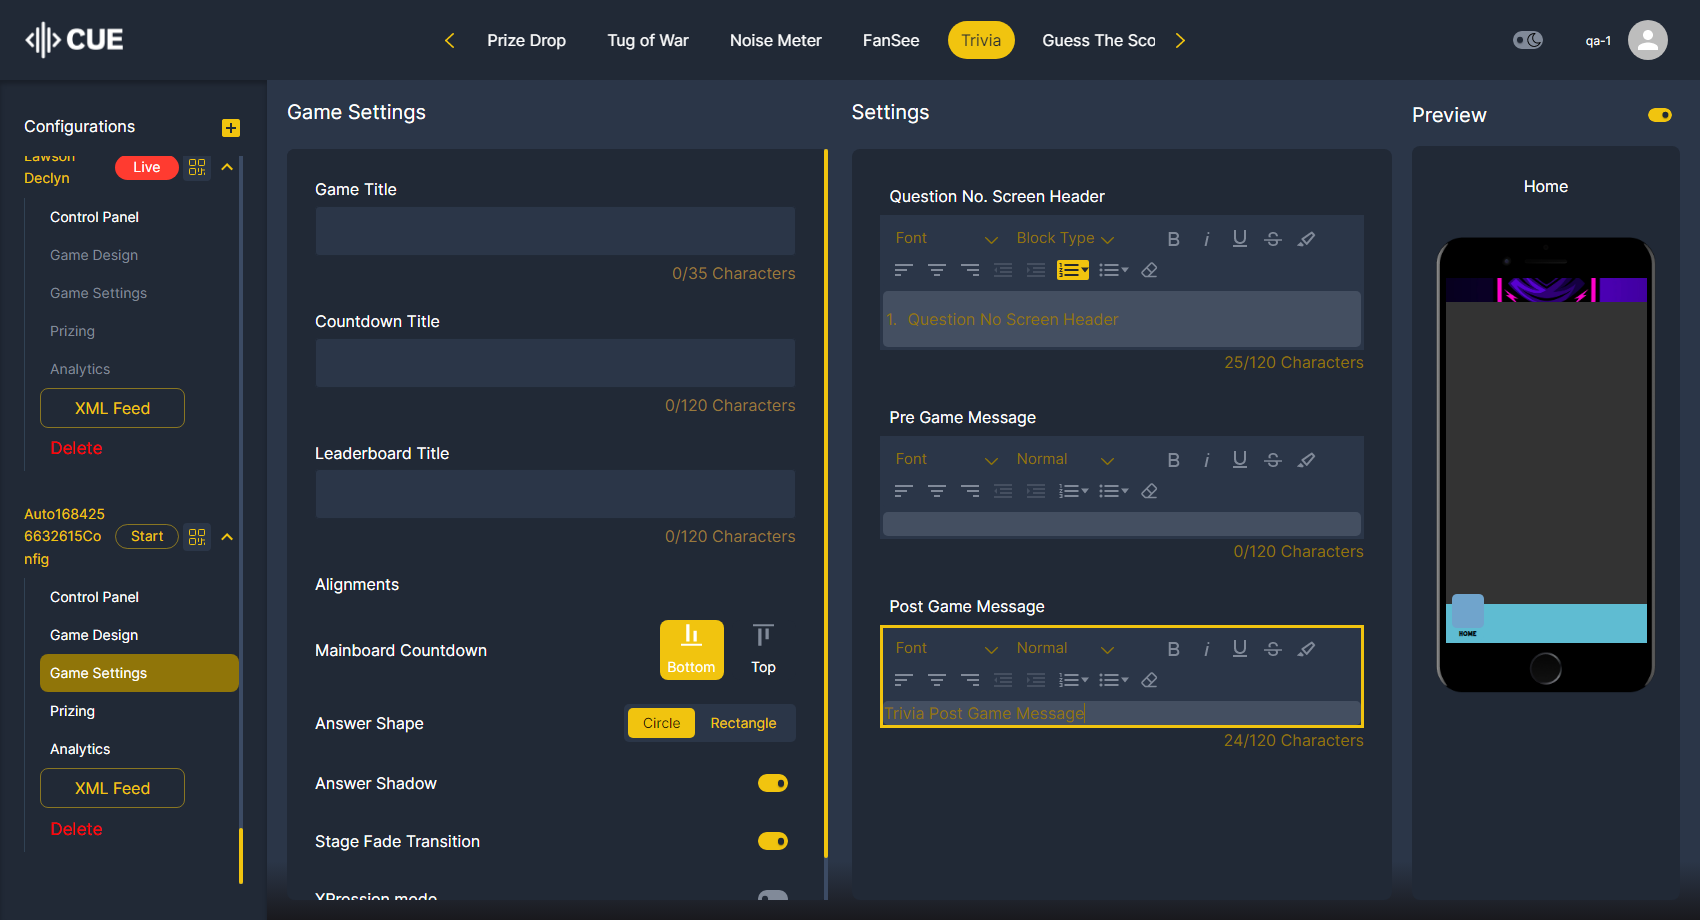 CUE
Prize Drop
Tug of War
Noise Meter
FanSee
Trivia
Guess The Sco
qa-1
Configurations
Lawson
Declyn
Live
Control Panel
Game Design
Game Settings
Prizing
Analytics
XML Feed
Delete
Auto168425
6632615Co
nfig
Start
Control Panel
Game Design
Game Settings
Prizing
Analytics
XML Feed
Delete
Game Settings
Game Title
0/35 Characters
Countdown Title
0/120 Characters
Leaderboard Title
0/120 Characters
Alignments
Mainboard Countdown
Bottom
Top
Answer Shape
Circle
Rectangle
Answer Shadow
Stage Fade Transition
XPression mode
Settings
Question No. Screen Header
Font
Block Type
1. Question No Screen Header
25/120 Characters
Pre Game Message
Font
Normal
0/120 Characters
Post Game Message
Font
Normal
Trivia Post Game Message
24/120 Characters
Preview
Home
HOME